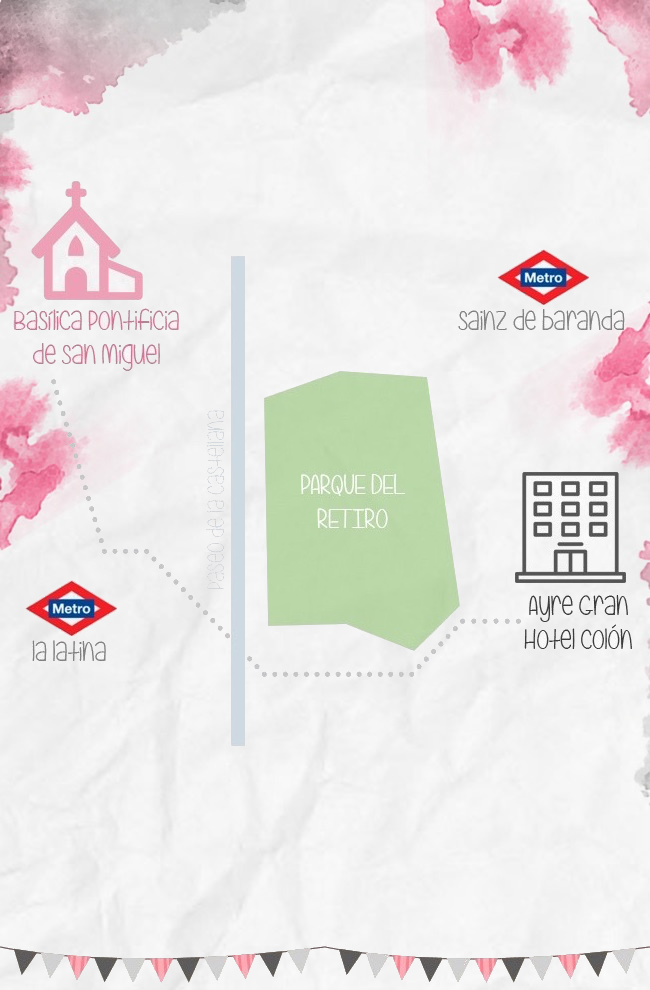 Basílica Pontificia
de san Miguel
Metro
sainz de Baranda
Paseo de la castellana
PARQUE DEL
RETIRO
Metro
la latina
Ayre Gran
Hotel Colón